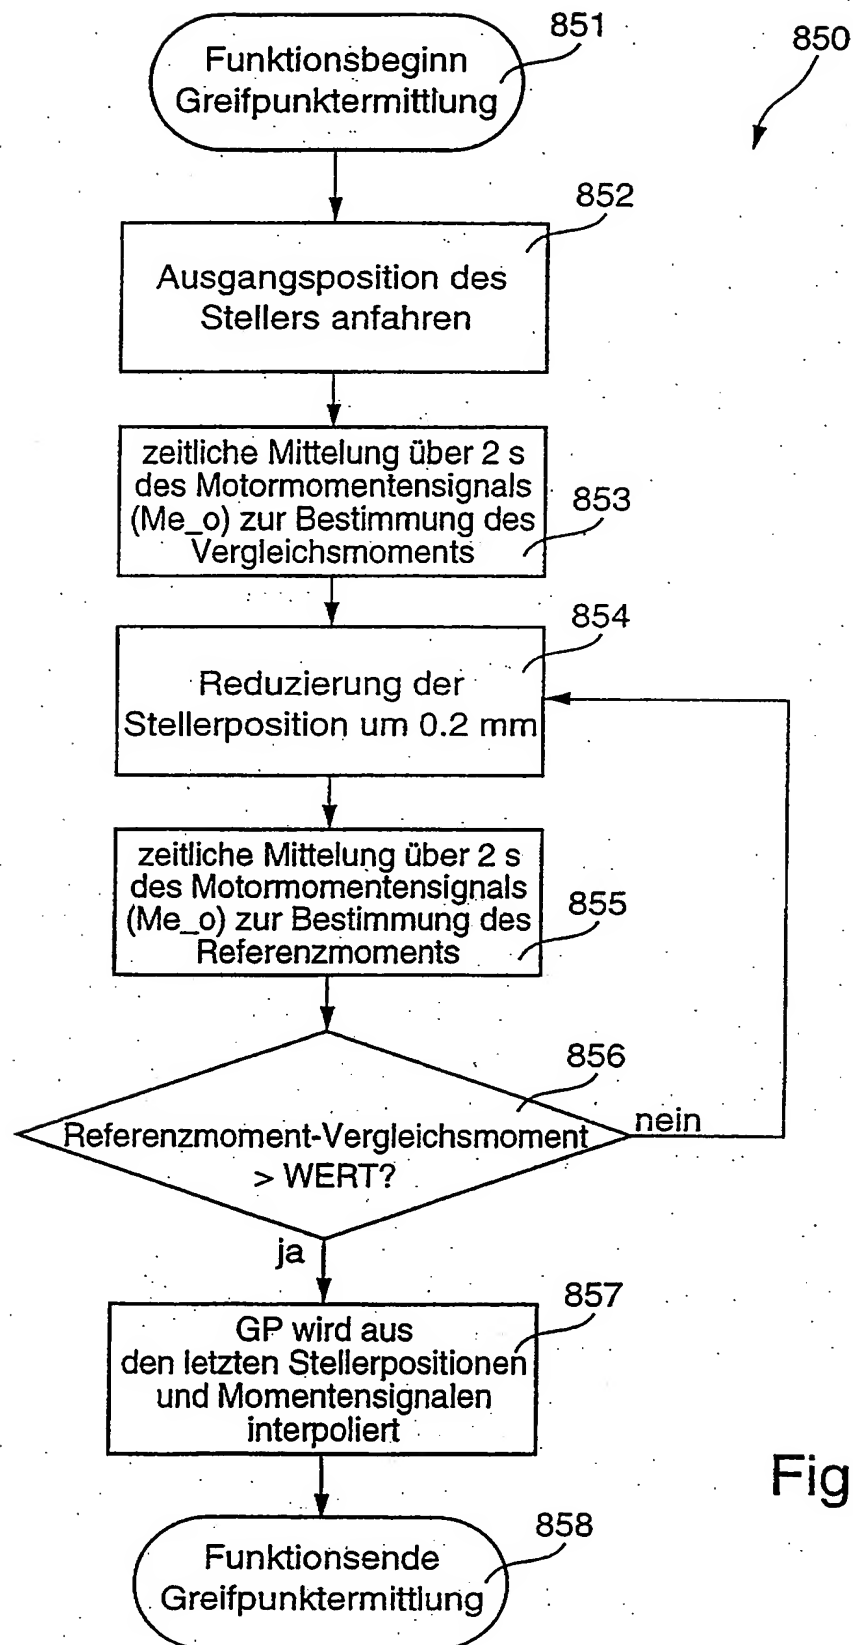 851
850
Funktionsbeginn
Greifpunktermittlung
852
Ausgangsposition des
Stellers anfahren
zeitliche Mittelung über 2 s
des Motormomentensignals
(Me_o) zur Bestimmung des
Vergleichsmoments
853
854
Reduzierung der
Stellerposition um 0.2 mm
zeitliche Mittelung über 2 s
des Motormomentensignals
(Me_o) zur Bestimmung des
Referenzmoments
855
856
nein
Referenzmoment-Vergleichsmoment
> WERT?
ja
857
GP wird aus
den letzten Stellerpositionen
und Momentensignalen
interpoliert
Fig
858
Funktionsende
Greifpunktermittlung